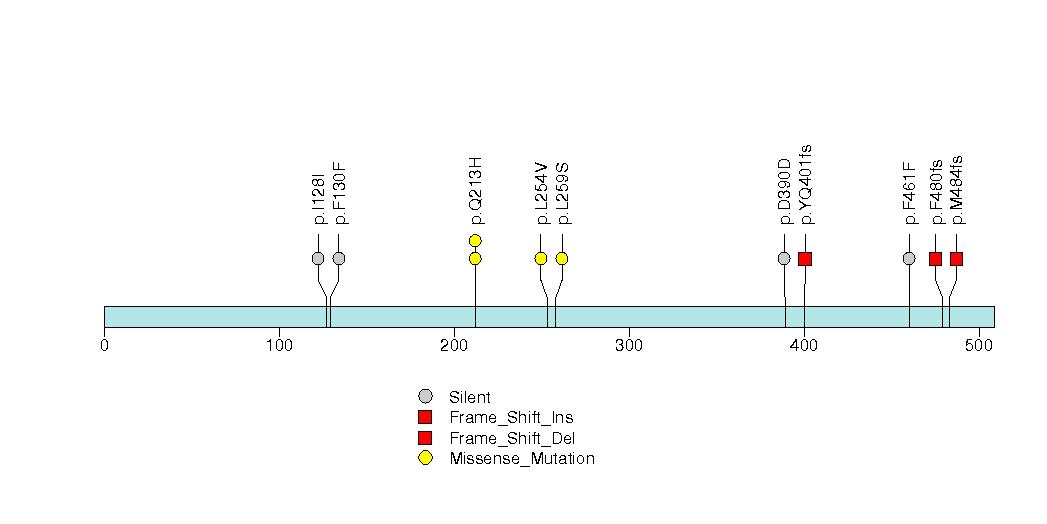 p.I128I
p.F130F
p.Q213H
p.L254V
p.L259S
p.D390D
p.YQ401fs
p.F461F
p.F480fs
p.M484fs
0 100 200 300 400 500
Silent
Frame_Shift_Ins
Frame_Shift_Del
Missense_Mutation